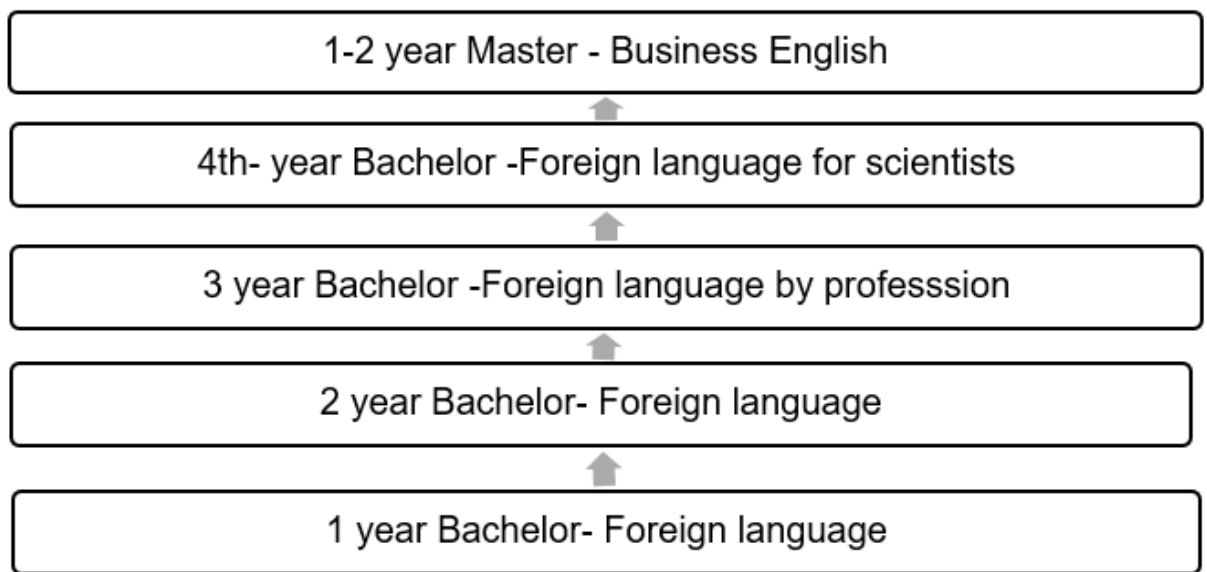 1-2 year Master - Business English
4th- year Bachelor -Foreign language for scientists
3 year Bachelor -Foreign language by professsion
2 year Bachelor- Foreign language
1 year Bachelor- Foreign language